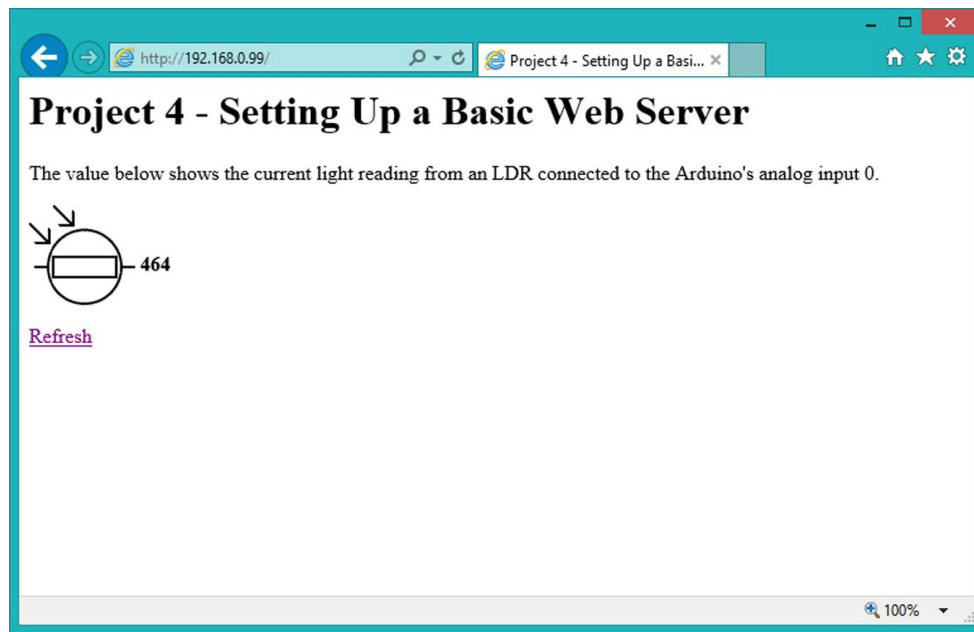 http://192.168.0.99/
Project 4 - Setting Up a Basi...
Project 4 - Setting Up a Basic Web Server
The value below shows the current light reading from an LDR connected to the Arduino's analog input 0.
464
Refresh
100%